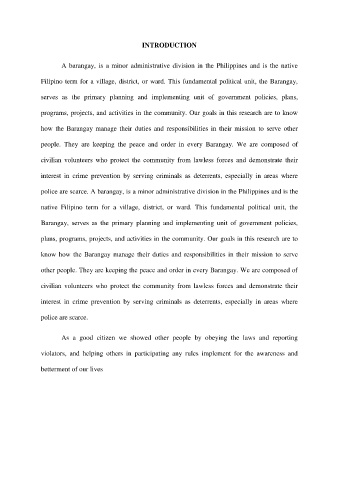 INTRODUCTION
A barangay, is a minor administrative division in the Philippines and is the native
Filipino term for a village, district, or ward. This fundamental political unit, the Barangay,
serves as the primary planning and implementing unit of government policies, plans,
programs, projects, and activities in the community. Our goals in this research are to know
how the Barangay manage their duties and responsibilities in their mission to serve other
people. They are keeping the peace and order in every Barangay. We are composed of
civilian volunteers who protect the community from lawless forces and demonstrate their
interest in crime prevention by serving criminals as deterrents, especially in areas where
police are scarce. A barangay, is a minor administrative division in the Philippines and is the
native Filipino term for a village, district, or ward. This fundamental political unit, the
Barangay, serves as the primary planning and implementing unit of government policies,
plans, programs, projects, and activities in the community. Our goals in this research are to
know how the Barangay manage their duties and responsibilities in their mission to serve
other people. They are keeping the peace and order in every Barangay. We are composed of
civilian volunteers who protect the community from lawless forces and demonstrate their
interest in crime prevention by serving criminals as deterrents, especially in areas where
police are scarce.
As a good citizen we showed other people by obeying the laws and reporting
violators, and helping others in participating any rules implement for the awareness and
betterment of our lives